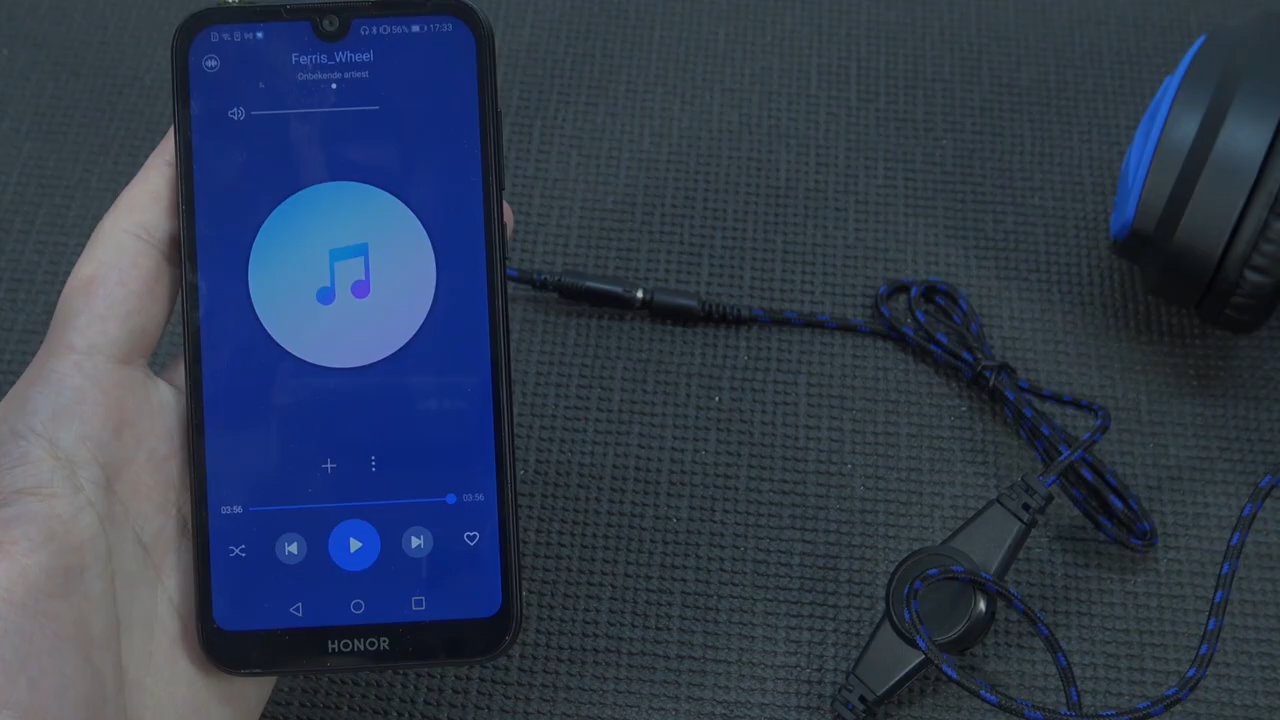 56% 17:33
Ferris_Wheel
Onbekende artiest
03:56 03:56
HONOR